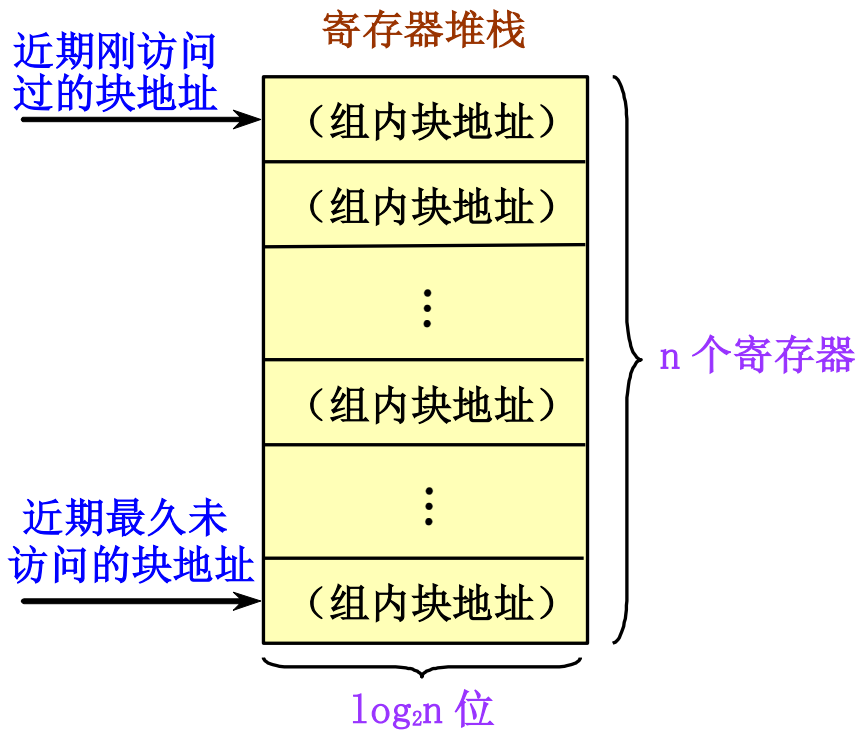 寄存器堆栈
近期刚访问
过的块地址
（组内块地址）
（组内块地址）
⋮
n 个寄存器
（组内块地址）
⋮
近期最久未
访问的块地址
（组内块地址）
log₂n 位